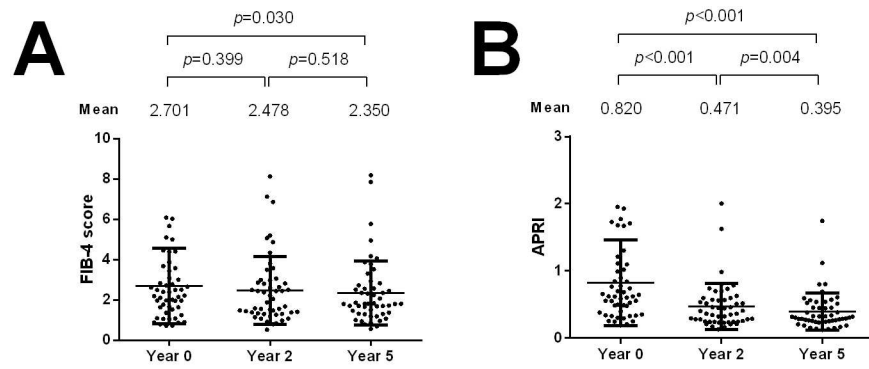 A
p=0.030
p=0.399 p=0.518
Mean 2.701 2.478 2.350
10
8
6
4
2
0
FIB-4 score
Year 0 Year 2 Year 5
B
p<0.001
p<0.001 p=0.004
Mean 0.820 0.471 0.395
3
2
1
0
APRI
Year 0 Year 2 Year 5